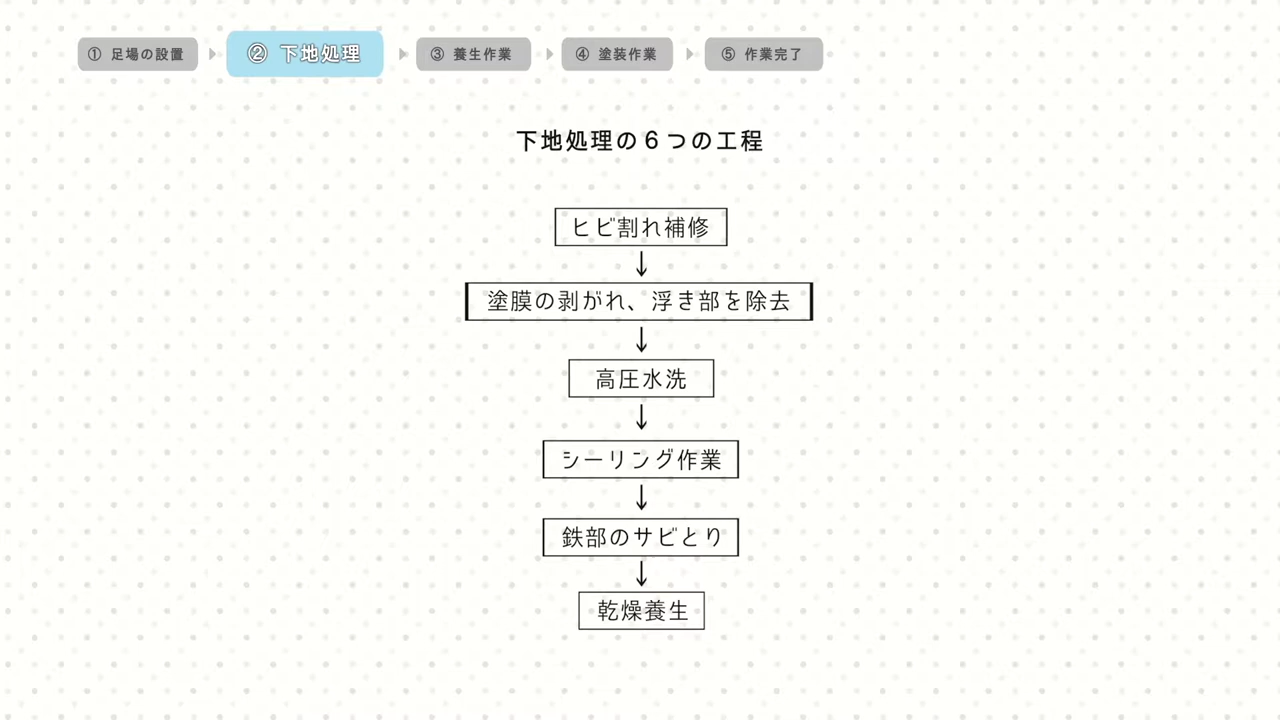 ① 足場の設置
② 下地処理
③ 養生作業
④ 塗装作業
⑤ 作業完了
下地処理の６つの工程
ヒビ割れ補修
塗膜の剥がれ、浮き部を除去
高圧水洗
シーリング作業
鉄部のサビとり
乾燥養生